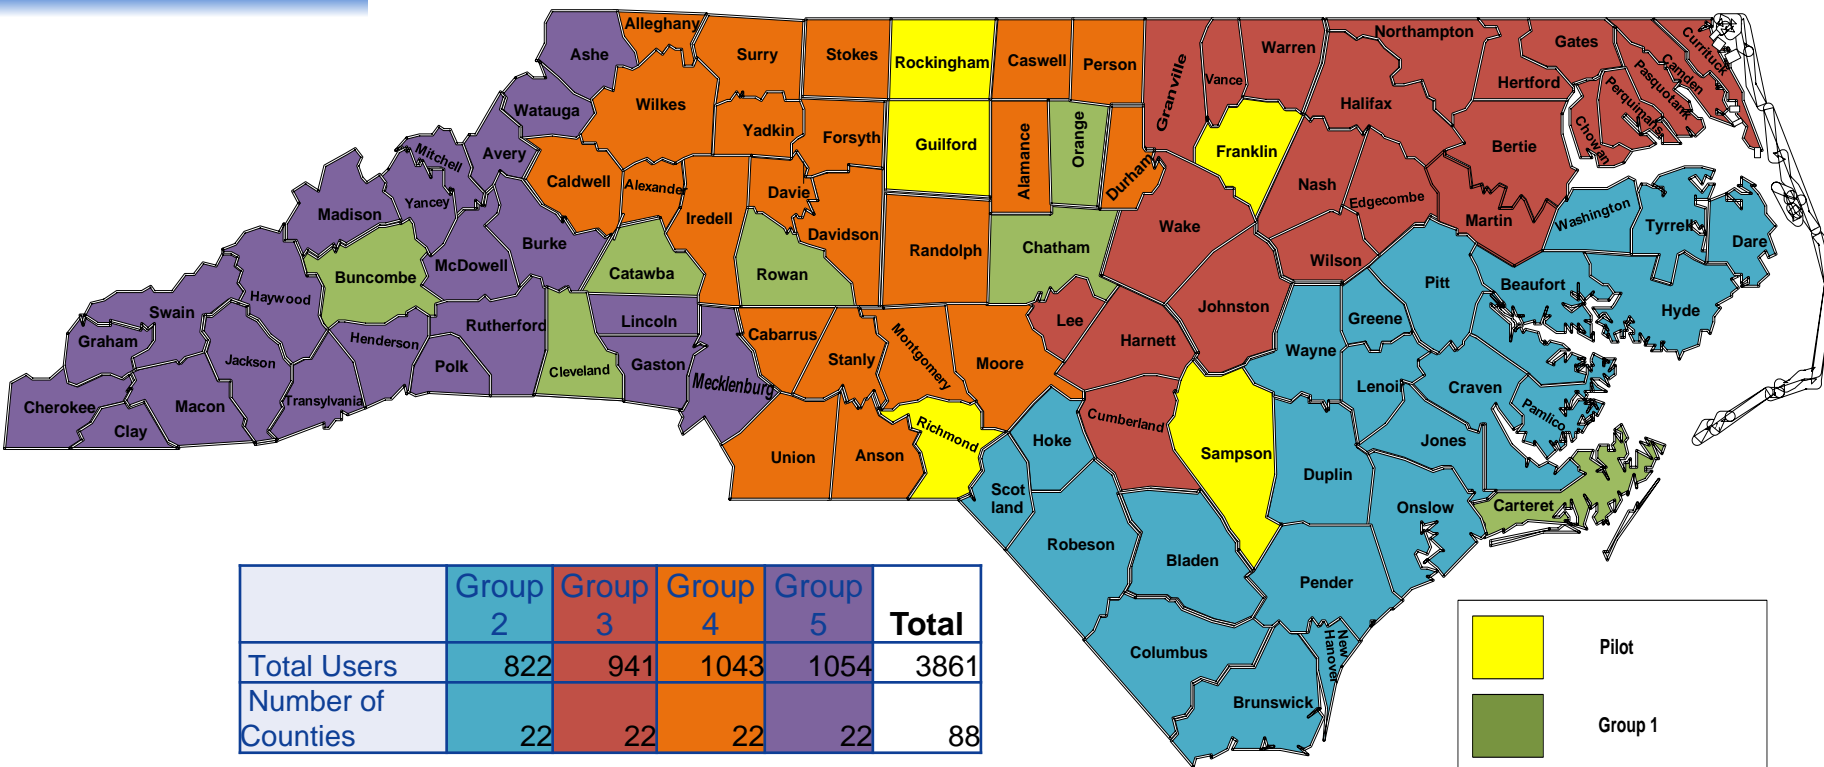 Alleghany
Ashe
Surry
Stokes
Rockingham
Caswell
Person
Granville
Vance
Warren
Northampton
Gates
Hertford
Currituck
Camden
Pasquotank
Perquimans
Chowan
Watauga
Wilkes
Yadkin
Forsyth
Guilford
Alamance
Orange
Durham
Franklin
Halifax
Bertie
Mitchell
Avery
Caldwell
Alexander
Iredell
Davie
Davidson
Randolph
Chatham
Wake
Nash
Edgecombe
Martin
Washington
Tyrrell
Dare
Madison
Yancey
Burke
McDowell
Buncombe
Catawba
Rowan
Wilson
Pitt
Beaufort
Hyde
Swain
Haywood
Graham
Jackson
Henderson
Rutherford
Polk
Cleveland
Lincoln
Gaston
Mecklenburg
Cabarrus
Stanly
Montgomery
Moore
Lee
Harnett
Johnston
Wayne
Greene
Lenoir
Craven
Pamlico
Cherokee
Clay
Macon
Transylvania
Union
Anson
Richmond
Hoke
Scot
land
Cumberland
Sampson
Duplin
Jones
Onslow
Carteret
Robeson
Bladen
Pender
Columbus
Brunswick
New
Hanover
Group 2 Group 3 Group 4 Group 5 Total
Total Users 822 941 1043 1054 3861
Number of Counties 22 22 22 22 88
Pilot
Group 1